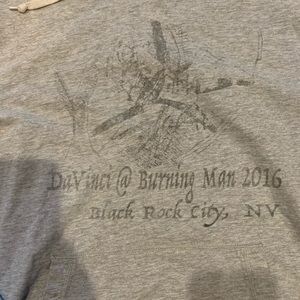 DaVinci @ Burning Man 2016
Black Rock City, NV